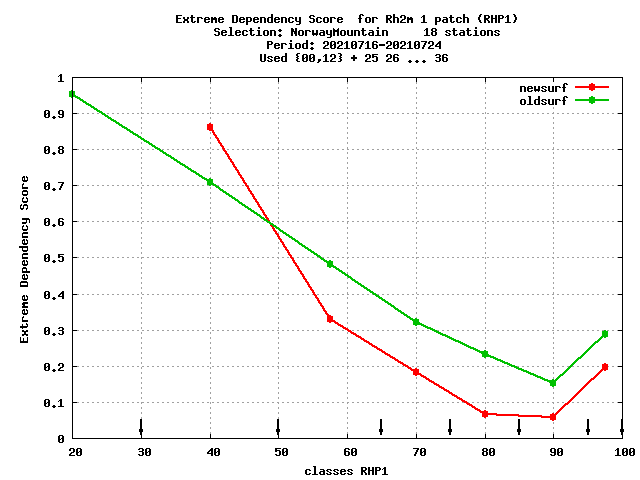 Extreme Dependency Score  for Rh2m 1 patch (RHP1)
Selection: NorwayMountain     18 stations
Period: 20210716-20210724
Used {00,12} + 25 26 ... 36
newsurf
oldsurf
Extreme Dependency Score
1
0.9
0.8
0.7
0.6
0.5
0.4
0.3
0.2
0.1
0
20 30 40 50 60 70 80 90 100
classes RHP1